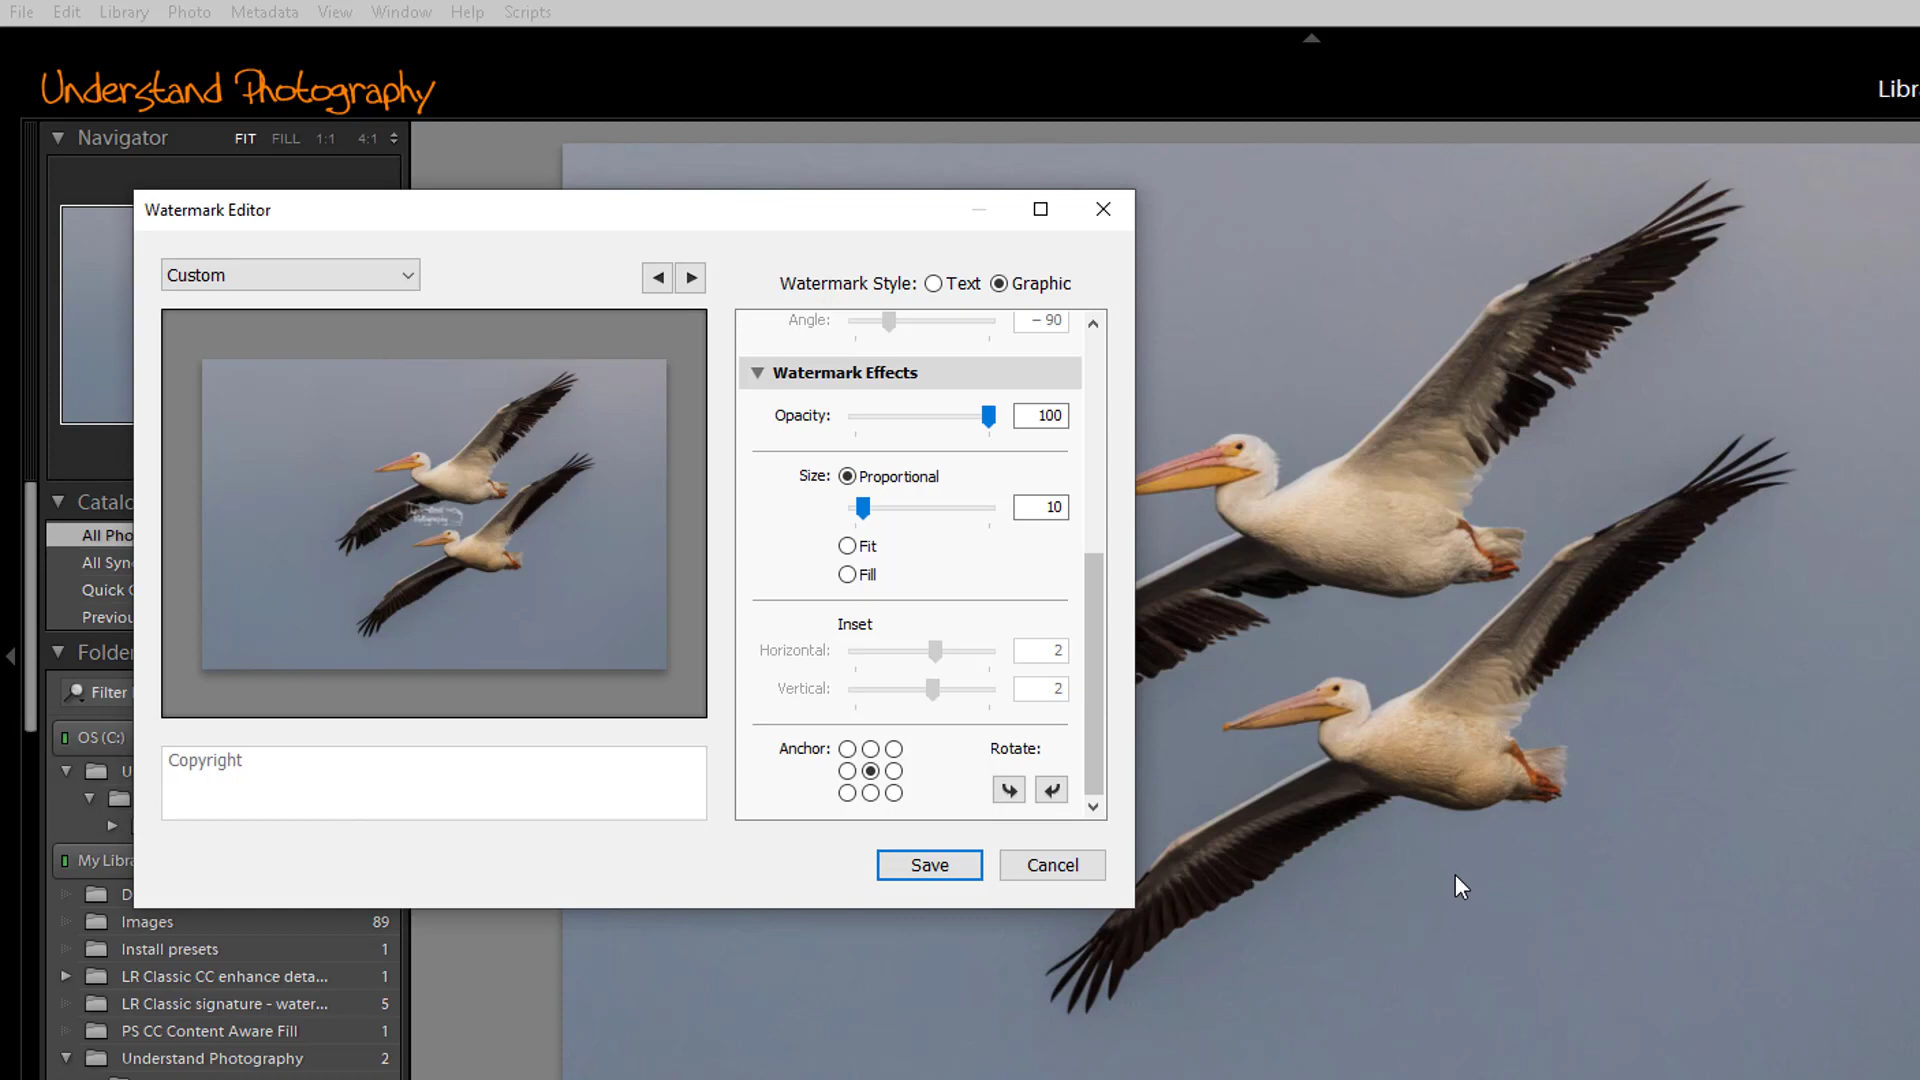 File Edit Library Photo Metadata View Window Help Scripts
Understand Photography
Libr
Navigator FIT FILL 1:1 4:1
Watermark Editor
Custom
Watermark Style: Text Graphic
Angle: – 90
Watermark Effects
Opacity: 100
Size: Proportional
10
Fit
Fill
Inset
Horizontal: 2
Vertical: 2
Anchor: Rotate:
Copyright
Save Cancel
Catalo
All Pho
All Syn
Quick C
Previou
Folder
Filter
OS (C:)
U
My Libra
D
Images 89
Install presets 1
LR Classic CC enhance deta... 1
LR Classic signature - water... 5
PS CC Content Aware Fill 1
Understand Photography 2